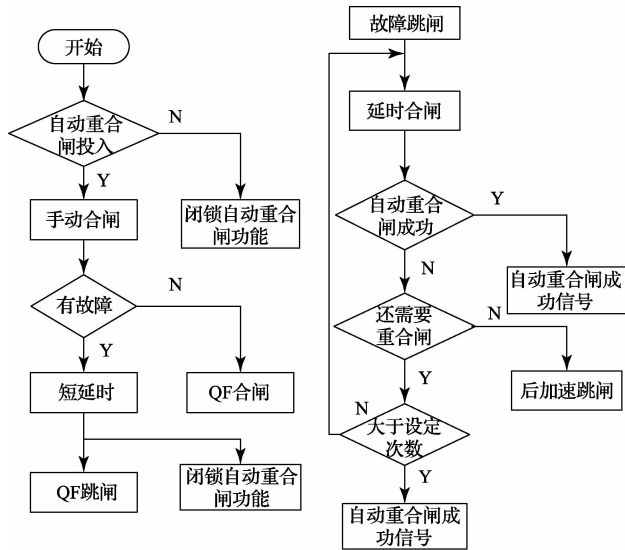 开始
自动重合
闸投入
N
Y
手动合闸
闭锁自动重合
闸功能
有故障
N
Y
短延时
QF合闸
QF跳闸
闭锁自动重合
闸功能
故障跳闸
延时合闸
自动重合
闸成功
Y
N
自动重合闸成
功信号
还需要
重合闸
N
Y
后加速跳闸
N
大于设定
次数
Y
自动重合闸成
功信号